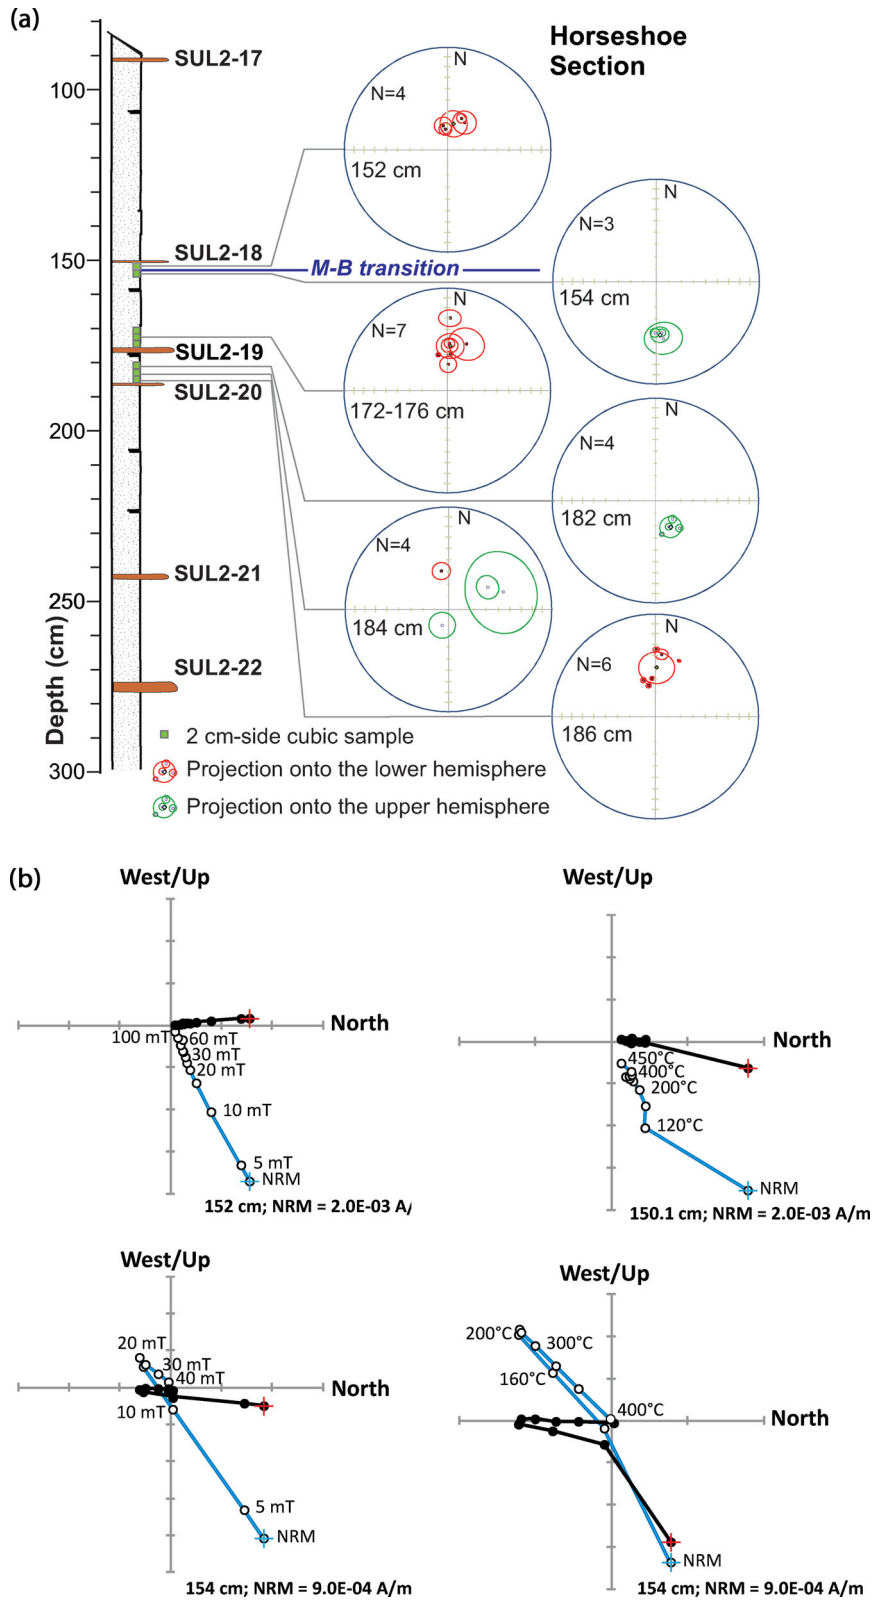 (a)
Horseshoe
Section
SUL2-17
100
N
N=4
152 cm
N
N=3
154 cm
150
SUL2-18
M-B transition
N
N=7
172-176 cm
SUL2-19
SUL2-20
200
N
N=4
182 cm
N
N=4
184 cm
SUL2-21
250
SUL2-22
N
N=6
186 cm
Depth (cm)
300
2 cm-side cubic sample
Projection onto the lower hemisphere
Projection onto the upper hemisphere
(b)
West/Up
North
100 mT
60 mT
30 mT
20 mT
10 mT
5 mT
NRM
152 cm; NRM = 2.0E-03 A/
West/Up
North
450°C
400°C
200°C
120°C
NRM
150.1 cm; NRM = 2.0E-03 A/m
West/Up
20 mT
30 mT
40 mT
North
10 mT
5 mT
NRM
154 cm; NRM = 9.0E-04 A/m
West/Up
200°C
300°C
160°C
400°C
North
NRM
154 cm; NRM = 9.0E-04 A/m